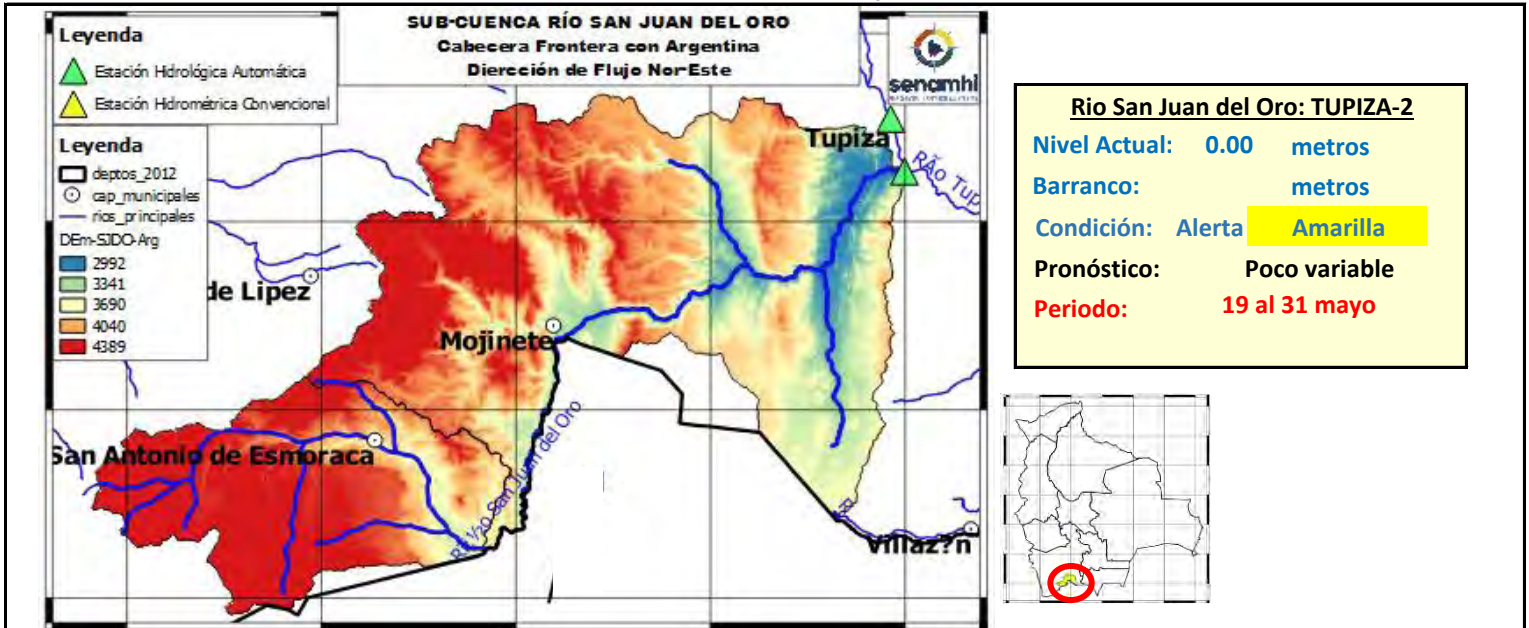 SUB-CUENCA RÍO SAN JUAN DEL ORO
Cabecera Frontera con Argentina
Diercción de Flujo Nor-Este
Leyenda
Estación Hidrológica Automática
Estación Hidrométrica Convencional
Leyenda
deptos_2012
cap_municipales
rios_principales
DEm-SJDO-Arg
2992
3341
3690
4040
4389
senamhi
Tupiza
RÃo Tup
de Lipez
Mojinete
San Antonio de Esmoraca
San Juan del Oro
Villaz?n
Rio San Juan del Oro: TUPIZA-2
Nivel Actual: 0.00 metros
Barranco: metros
Condición: Alerta Amarilla
Pronóstico: Poco variable
Periodo: 19 al 31 mayo